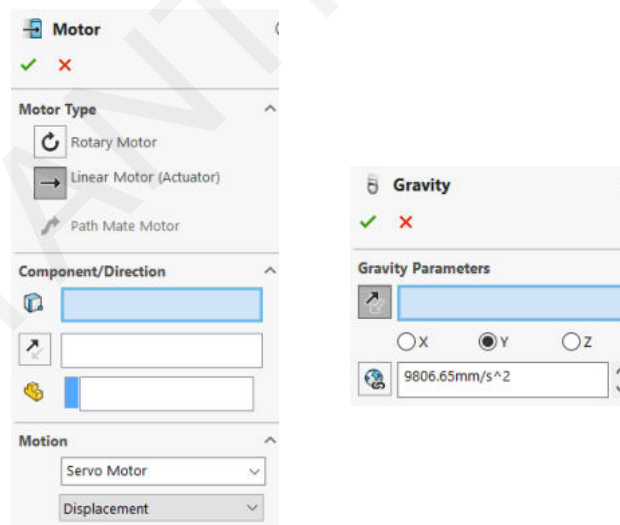 Motor
Motor Type
Rotary Motor
Linear Motor (Actuator)
Path Mate Motor
Component/Direction
Motion
Servo Motor
Displacement
Gravity
Gravity Parameters
X Y Z
9806.65mm/s^2